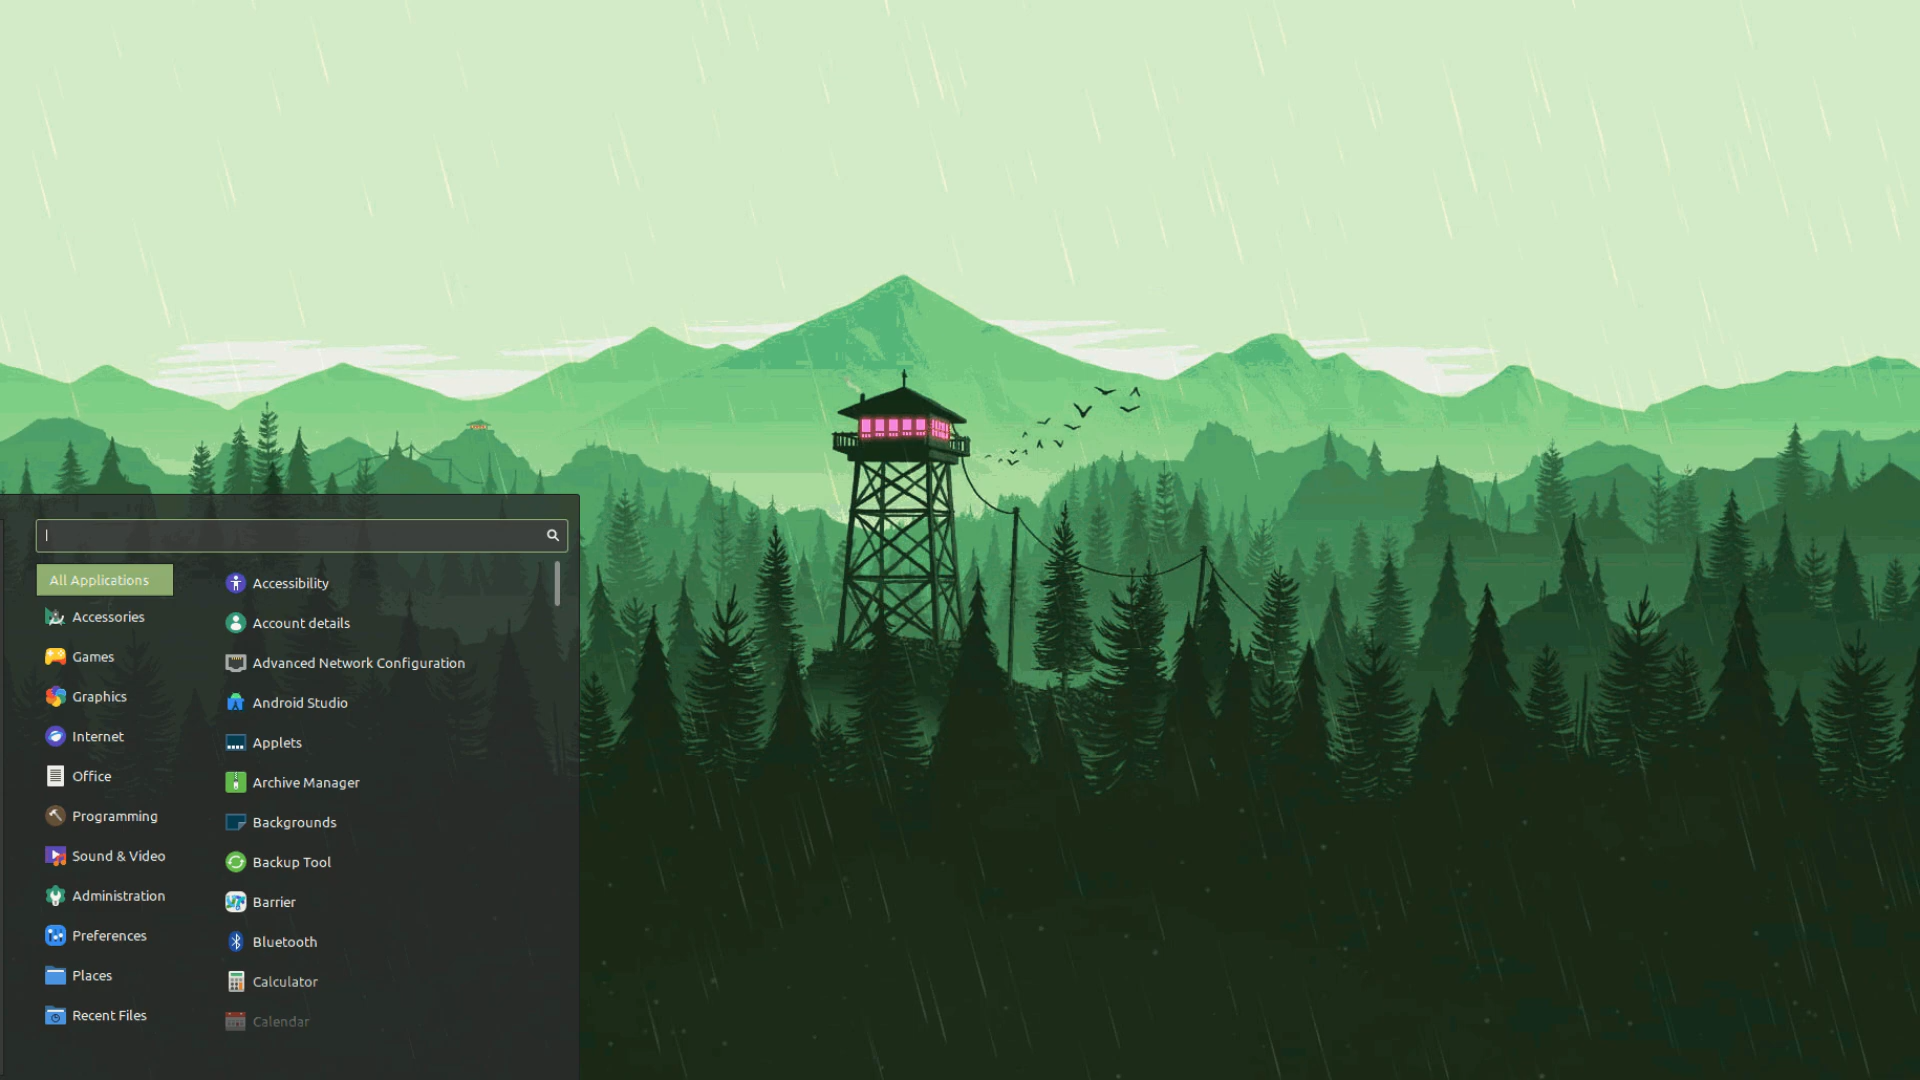 All Applications
Accessories
Games
Graphics
Internet
Office
Programming
Sound & Video
Administration
Preferences
Places
Recent Files
Accessibility
Account details
Advanced Network Configuration
Android Studio
Applets
Archive Manager
Backgrounds
Backup Tool
Barrier
Bluetooth
Calculator
Calendar